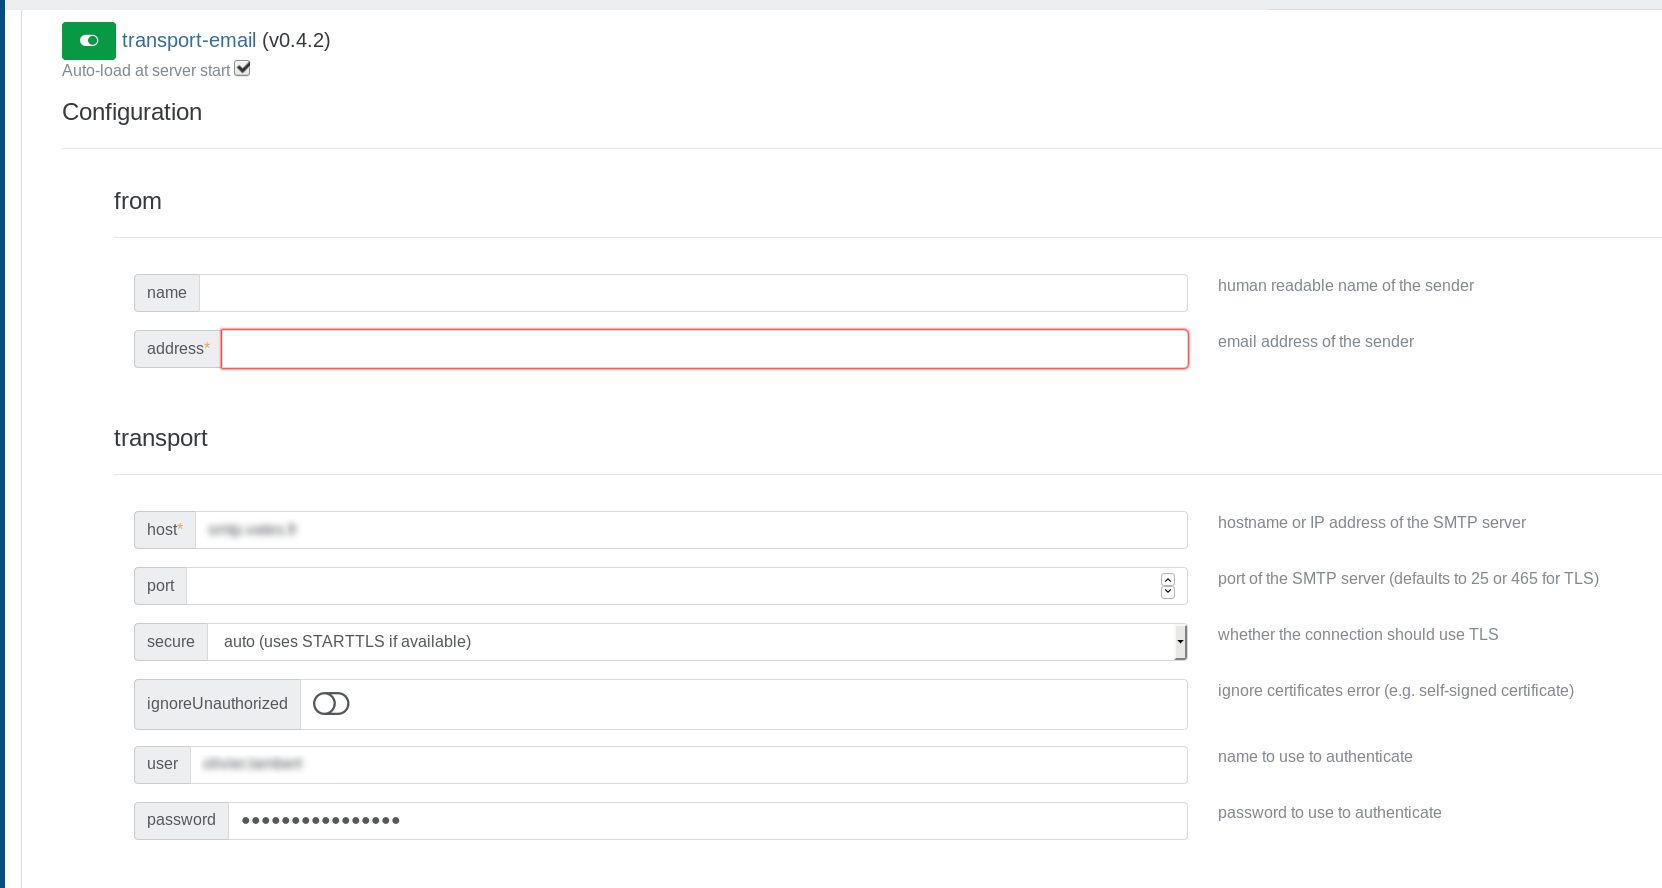 transport-email (v0.4.2)
Auto-load at server start
Configuration
from
name
human readable name of the sender
address*
email address of the sender
transport
host*
hostname or IP address of the SMTP server
port
port of the SMTP server (defaults to 25 or 465 for TLS)
secure auto (uses STARTTLS if available)
whether the connection should use TLS
ignoreUnauthorized
ignore certificates error (e.g. self-signed certificate)
user
name to use to authenticate
password ●●●●●●●●●●●●●●●●
password to use to authenticate